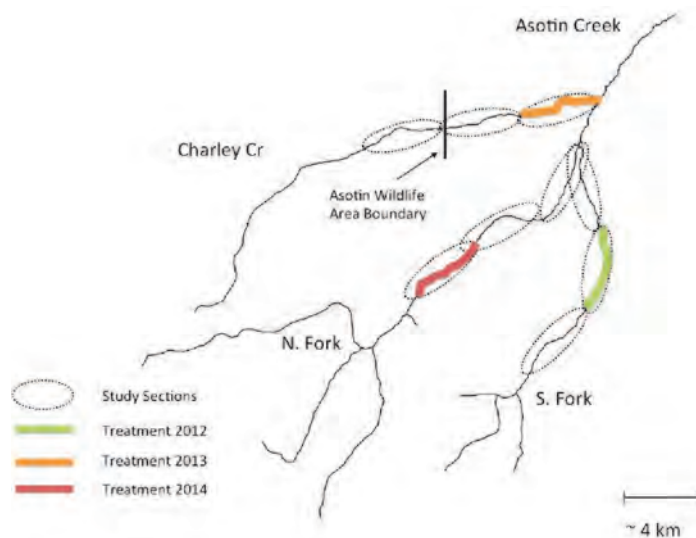 Asotin Creek
Charley Cr
Asotin Wildlife
Area Boundary
N. Fork
S. Fork
Study Sections
Treatment 2012
Treatment 2013
Treatment 2014
~ 4 km